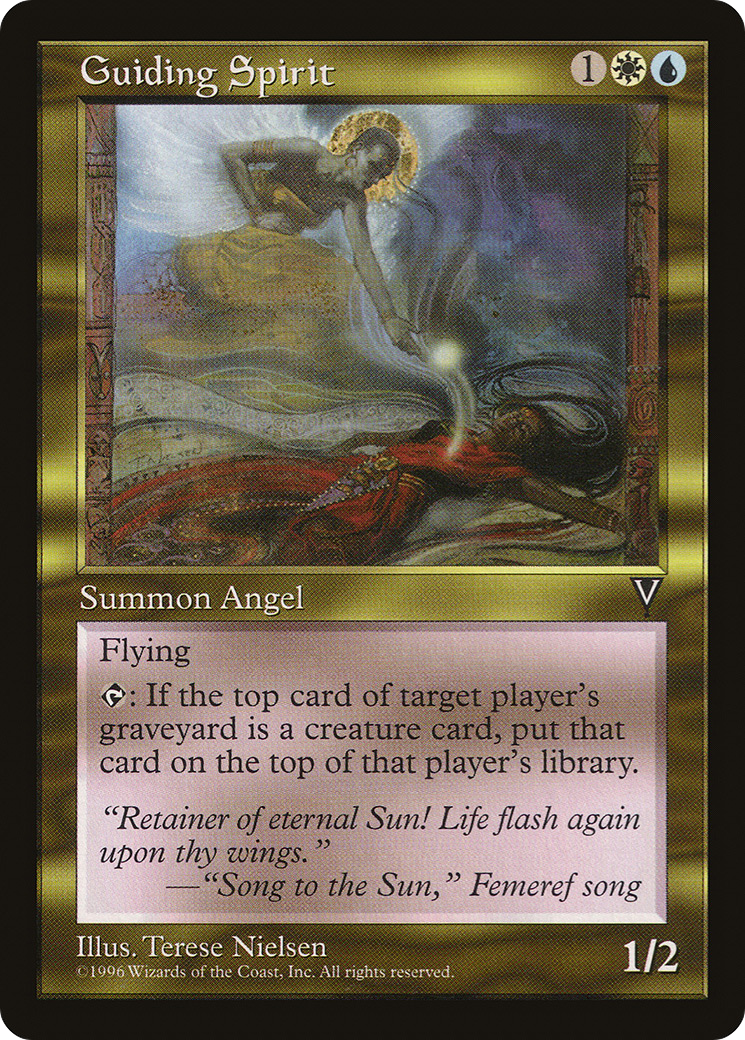 Guiding Spirit
1
T. Nielsen
Summon Angel
V
Flying
: If the top card of target player's
graveyard is a creature card, put that
card on the top of that player's library.
"Retainer of eternal Sun! Life flash again
upon thy wings."
—"Song to the Sun," Femeref song
Illus. Terese Nielsen
©1996 Wizards of the Coast, Inc. All rights reserved.
1/2